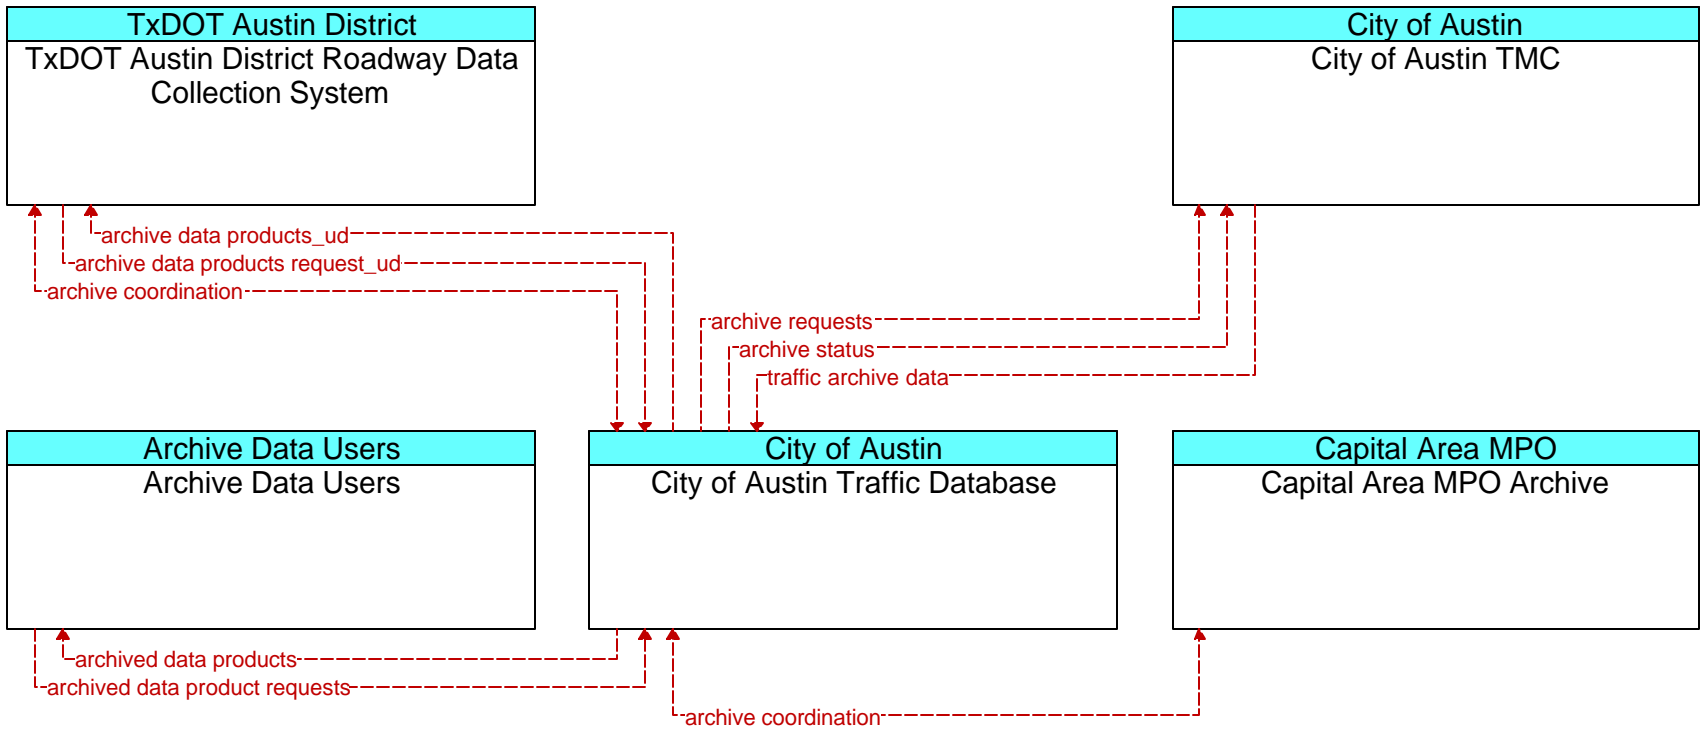 TxDOT Austin District
TxDOT Austin District Roadway Data
Collection System
City of Austin
City of Austin TMC
archive data products_ud
archive data products request_ud
archive coordination
archive requests
archive status
traffic archive data
Archive Data Users
Archive Data Users
City of Austin
City of Austin Traffic Database
Capital Area MPO
Capital Area MPO Archive
archived data products
archived data product requests
archive coordination